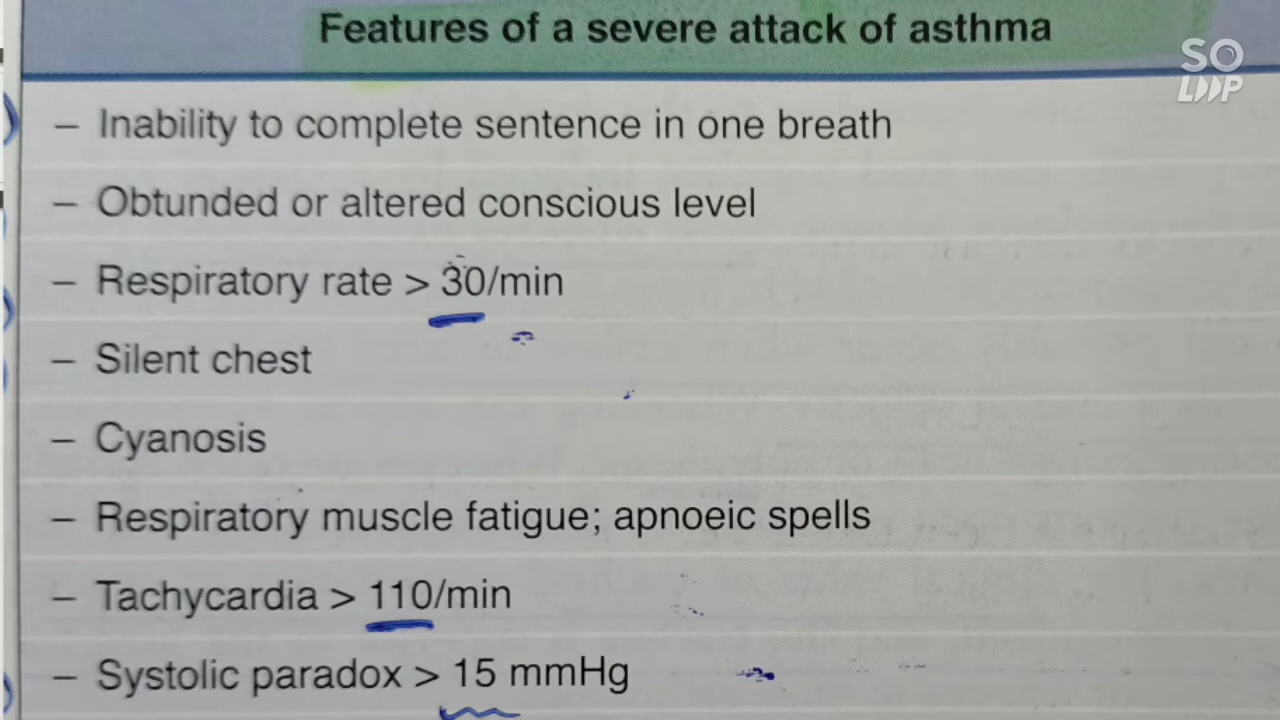 Features of a severe attack of asthma
SO
LOOP
– Inability to complete sentence in one breath
– Obtunded or altered conscious level
– Respiratory rate > 30/min
– Silent chest
– Cyanosis
– Respiratory muscle fatigue; apnoeic spells
– Tachycardia > 110/min
– Systolic paradox > 15 mmHg